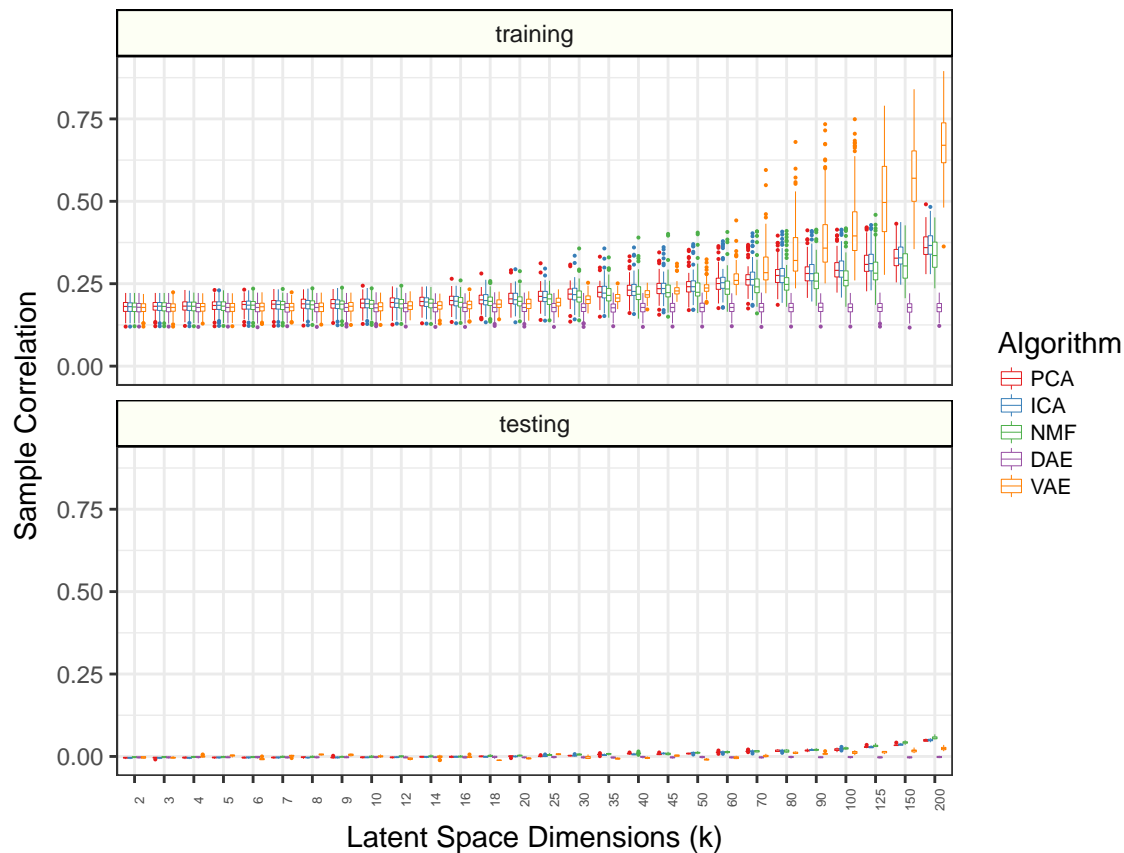 training
0.75
0.50
0.25
0.00
testing
0.75
0.50
0.25
0.00
Sample Correlation
2 3 4 5 6 7 8 9 10 12 14 16 18 20 25 30 35 40 45 50 60 70 80 90 100 125 150 200
Latent Space Dimensions (k)
Algorithm
PCA
ICA
NMF
DAE
VAE